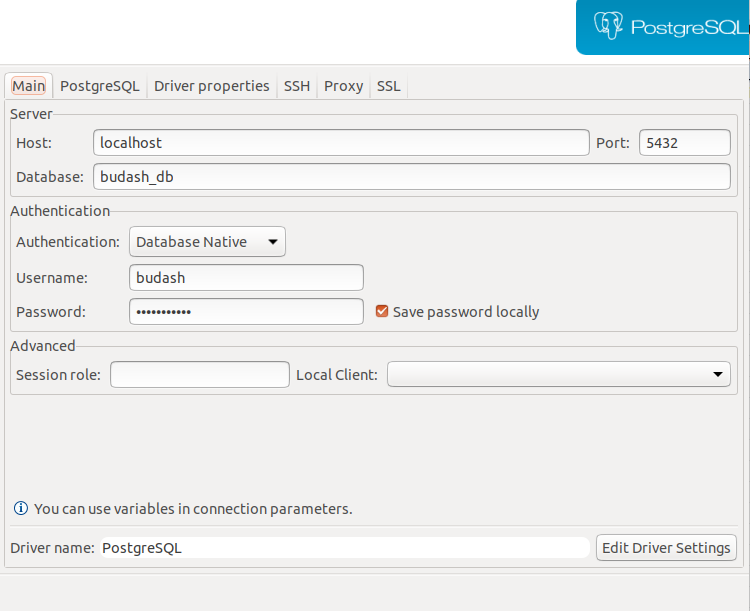 PostgreSQL
Main PostgreSQL Driver properties SSH Proxy SSL
Server
Host: localhost Port: 5432
Database: budash_db
Authentication
Authentication: Database Native
Username: budash
Password: •••••••••••
Save password locally
Advanced
Session role: Local Client:
You can use variables in connection parameters.
Driver name: PostgreSQL Edit Driver Settings